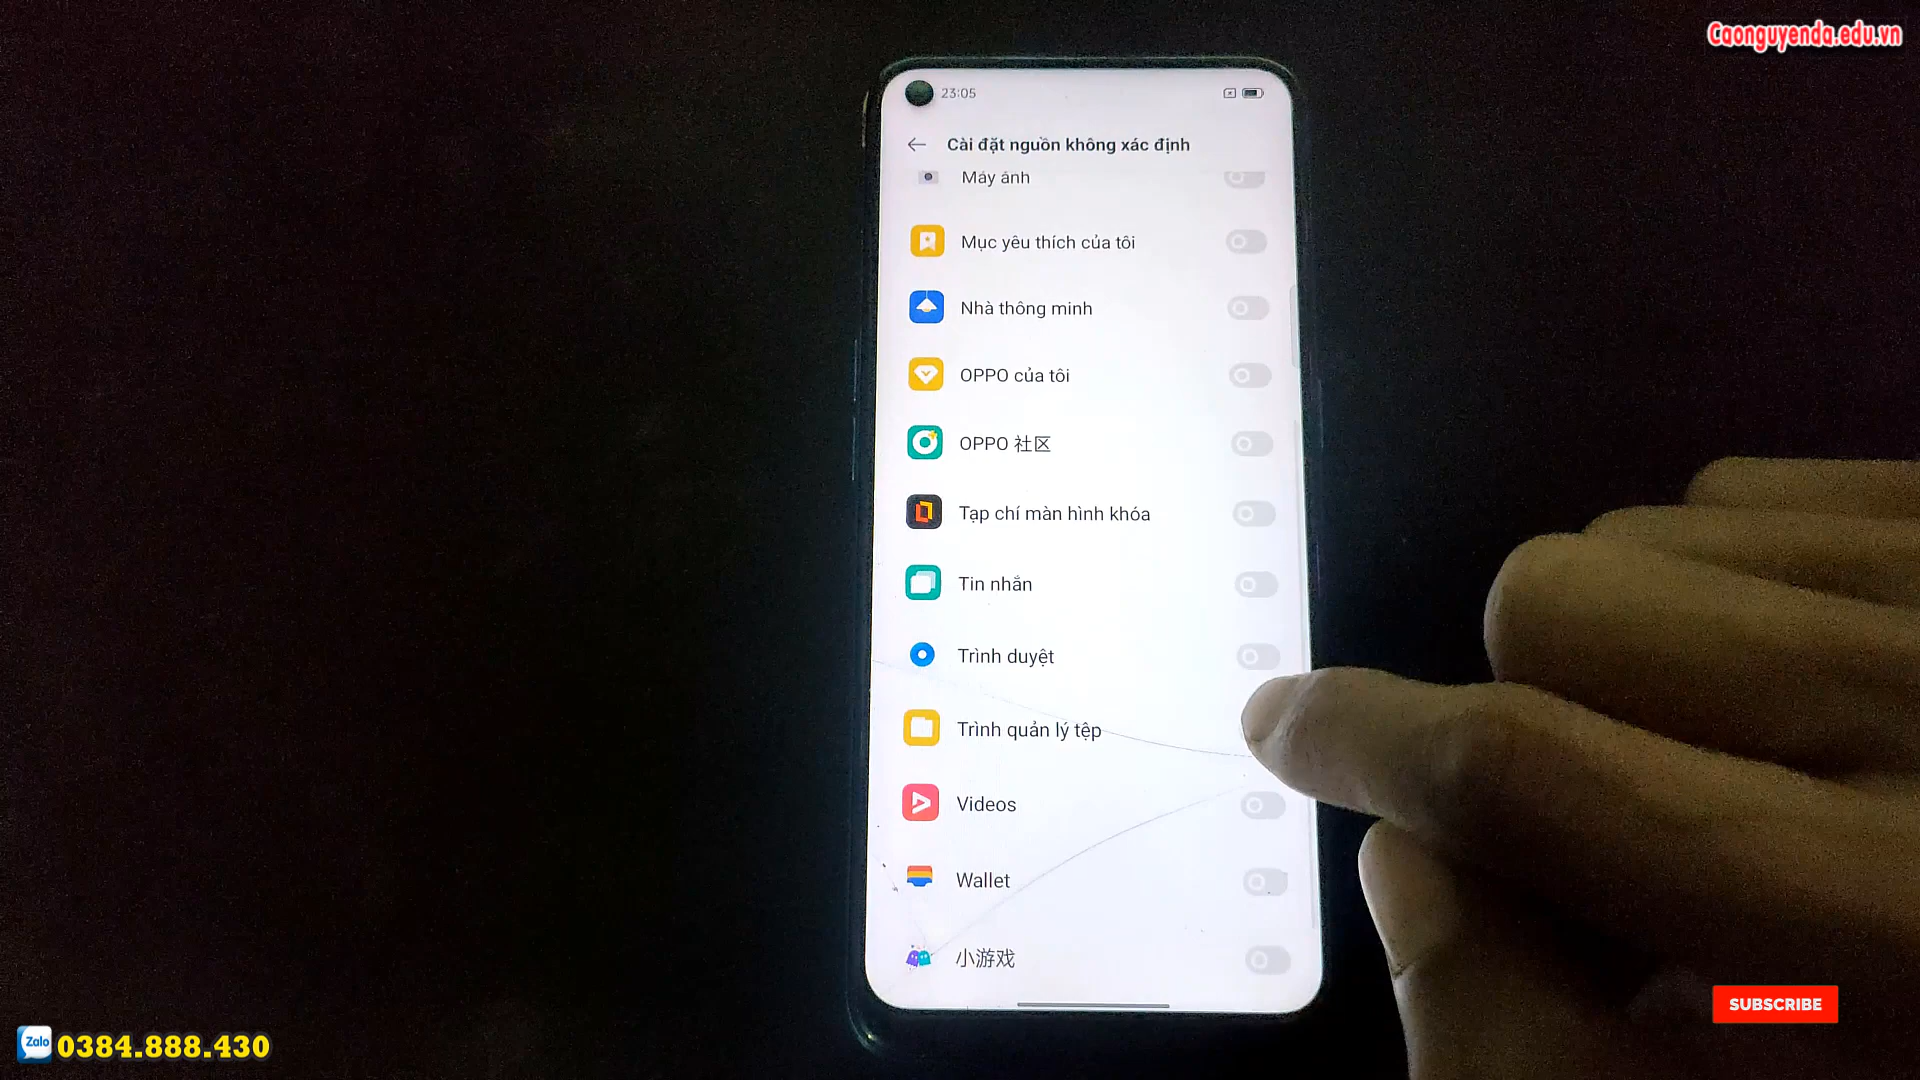 Caonguyenda.edu.vn
23:05
Cài đặt nguồn không xác định
Máy ảnh
Mục yêu thích của tôi
Nhà thông minh
OPPO của tôi
OPPO 社区
Tạp chí màn hình khóa
Tin nhắn
Trình duyệt
Trình quản lý tệp
Videos
Wallet
小游戏
SUBSCRIBE
Zalo 0384.888.430